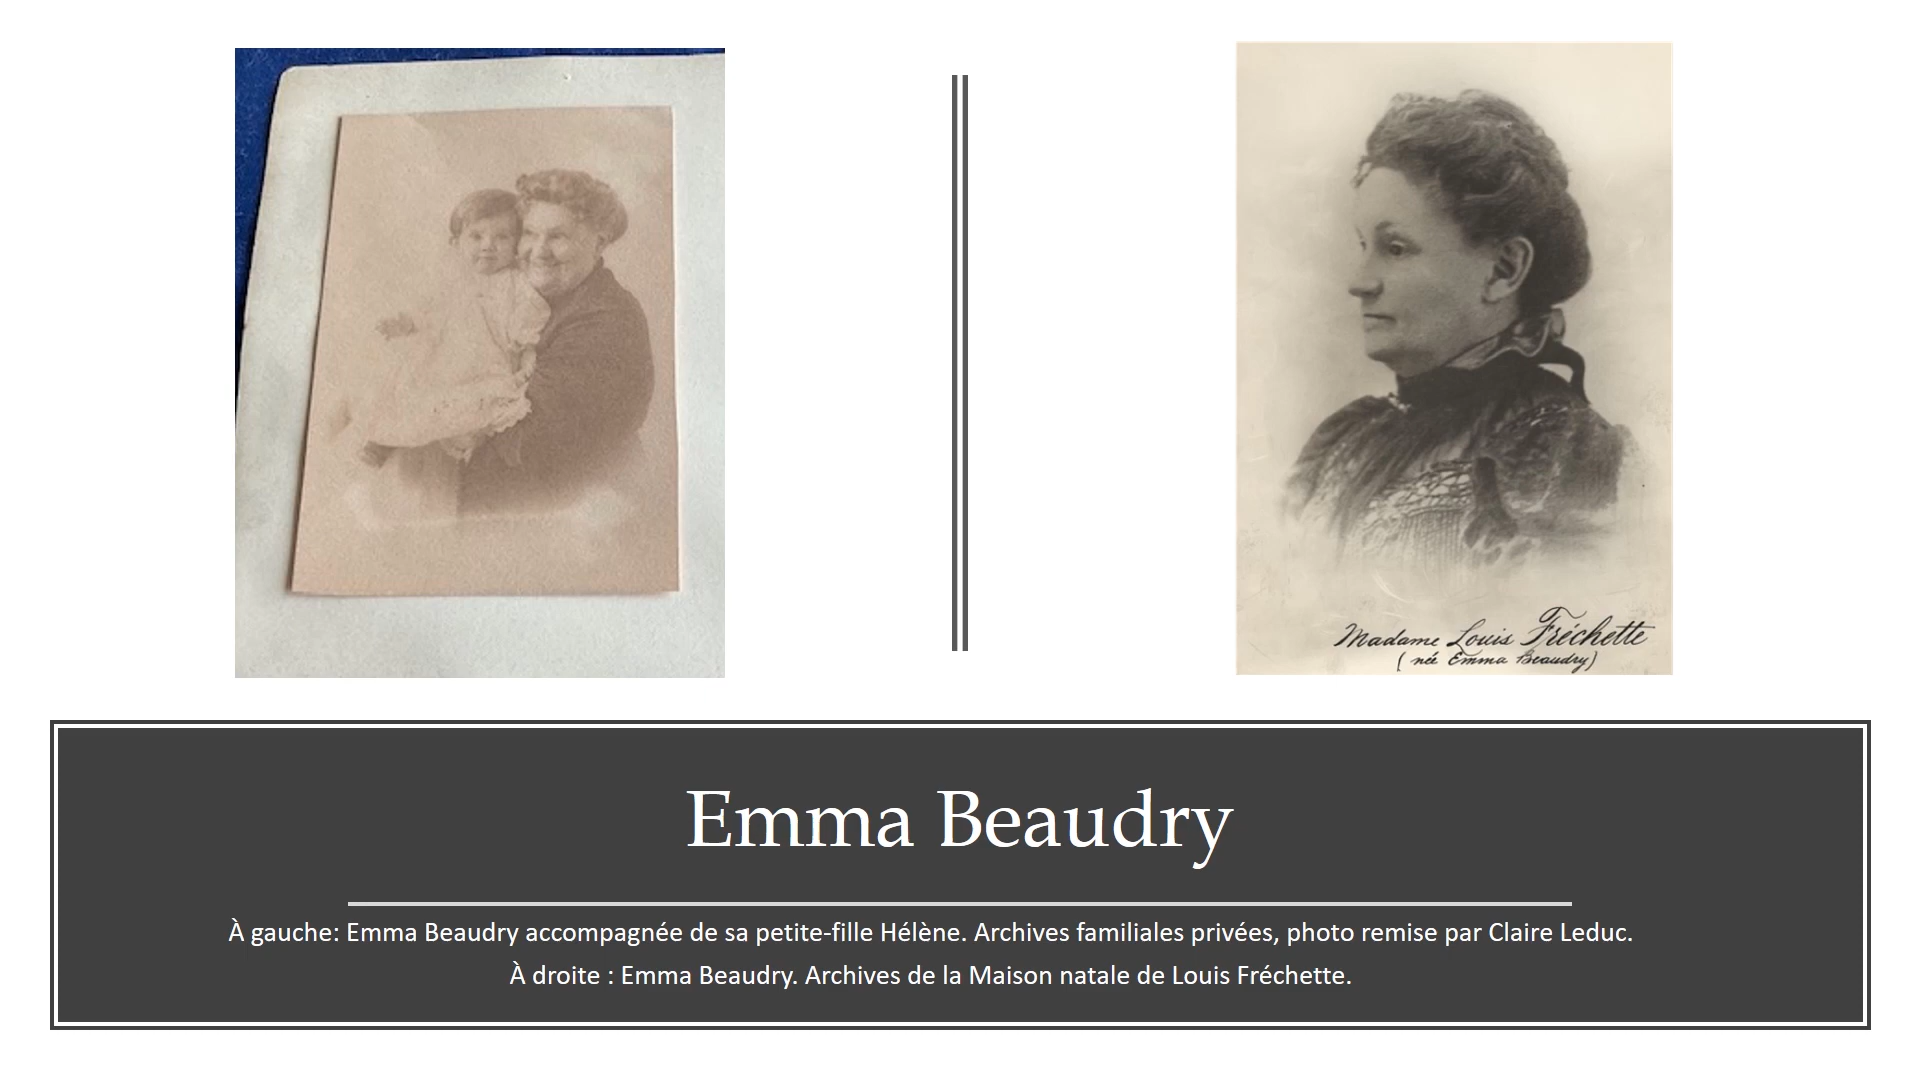 Madame Louis Fréchette
( née Emma Beaudry)
Emma Beaudry
À gauche: Emma Beaudry accompagnée de sa petite-fille Hélène. Archives familiales privées, photo remise par Claire Leduc.
À droite : Emma Beaudry. Archives de la Maison natale de Louis Fréchette.